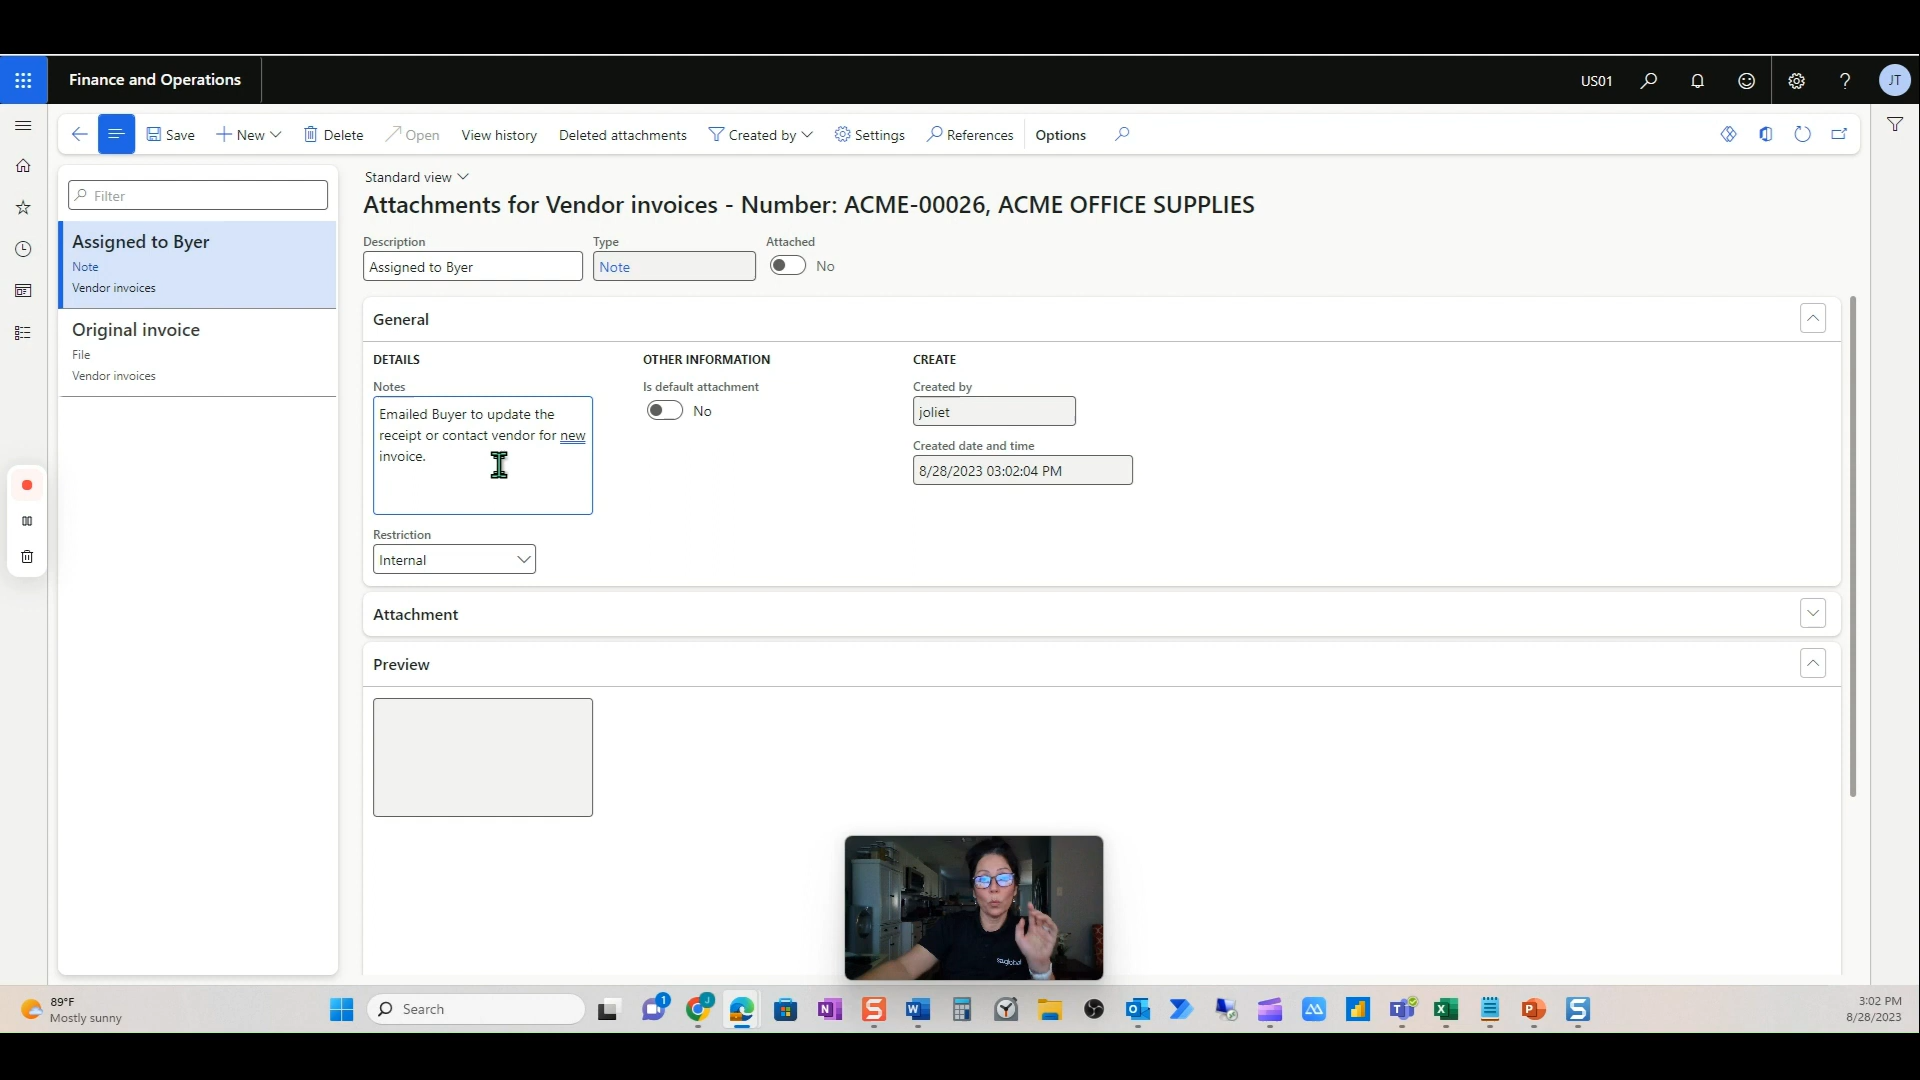 Finance and Operations
US01
JT
Save
New
Delete
Open
View history
Deleted attachments
Created by
Settings
References
Options
Filter
Assigned to Byer
Note
Vendor invoices
Original invoice
File
Vendor invoices
Standard view
Attachments for Vendor invoices - Number: ACME-00026, ACME OFFICE SUPPLIES
Description
Type
Attached
Assigned to Byer
Note
No
General
DETAILS
OTHER INFORMATION
CREATE
Notes
Is default attachment
Created by
Emailed Buyer to update the
receipt or contact vendor for new
invoice.
No
joliet
Created date and time
8/28/2023 03:02:04 PM
Restriction
Internal
Attachment
Preview
saglobal
89°F
Mostly sunny
Search
1
J
3:02 PM
8/28/2023